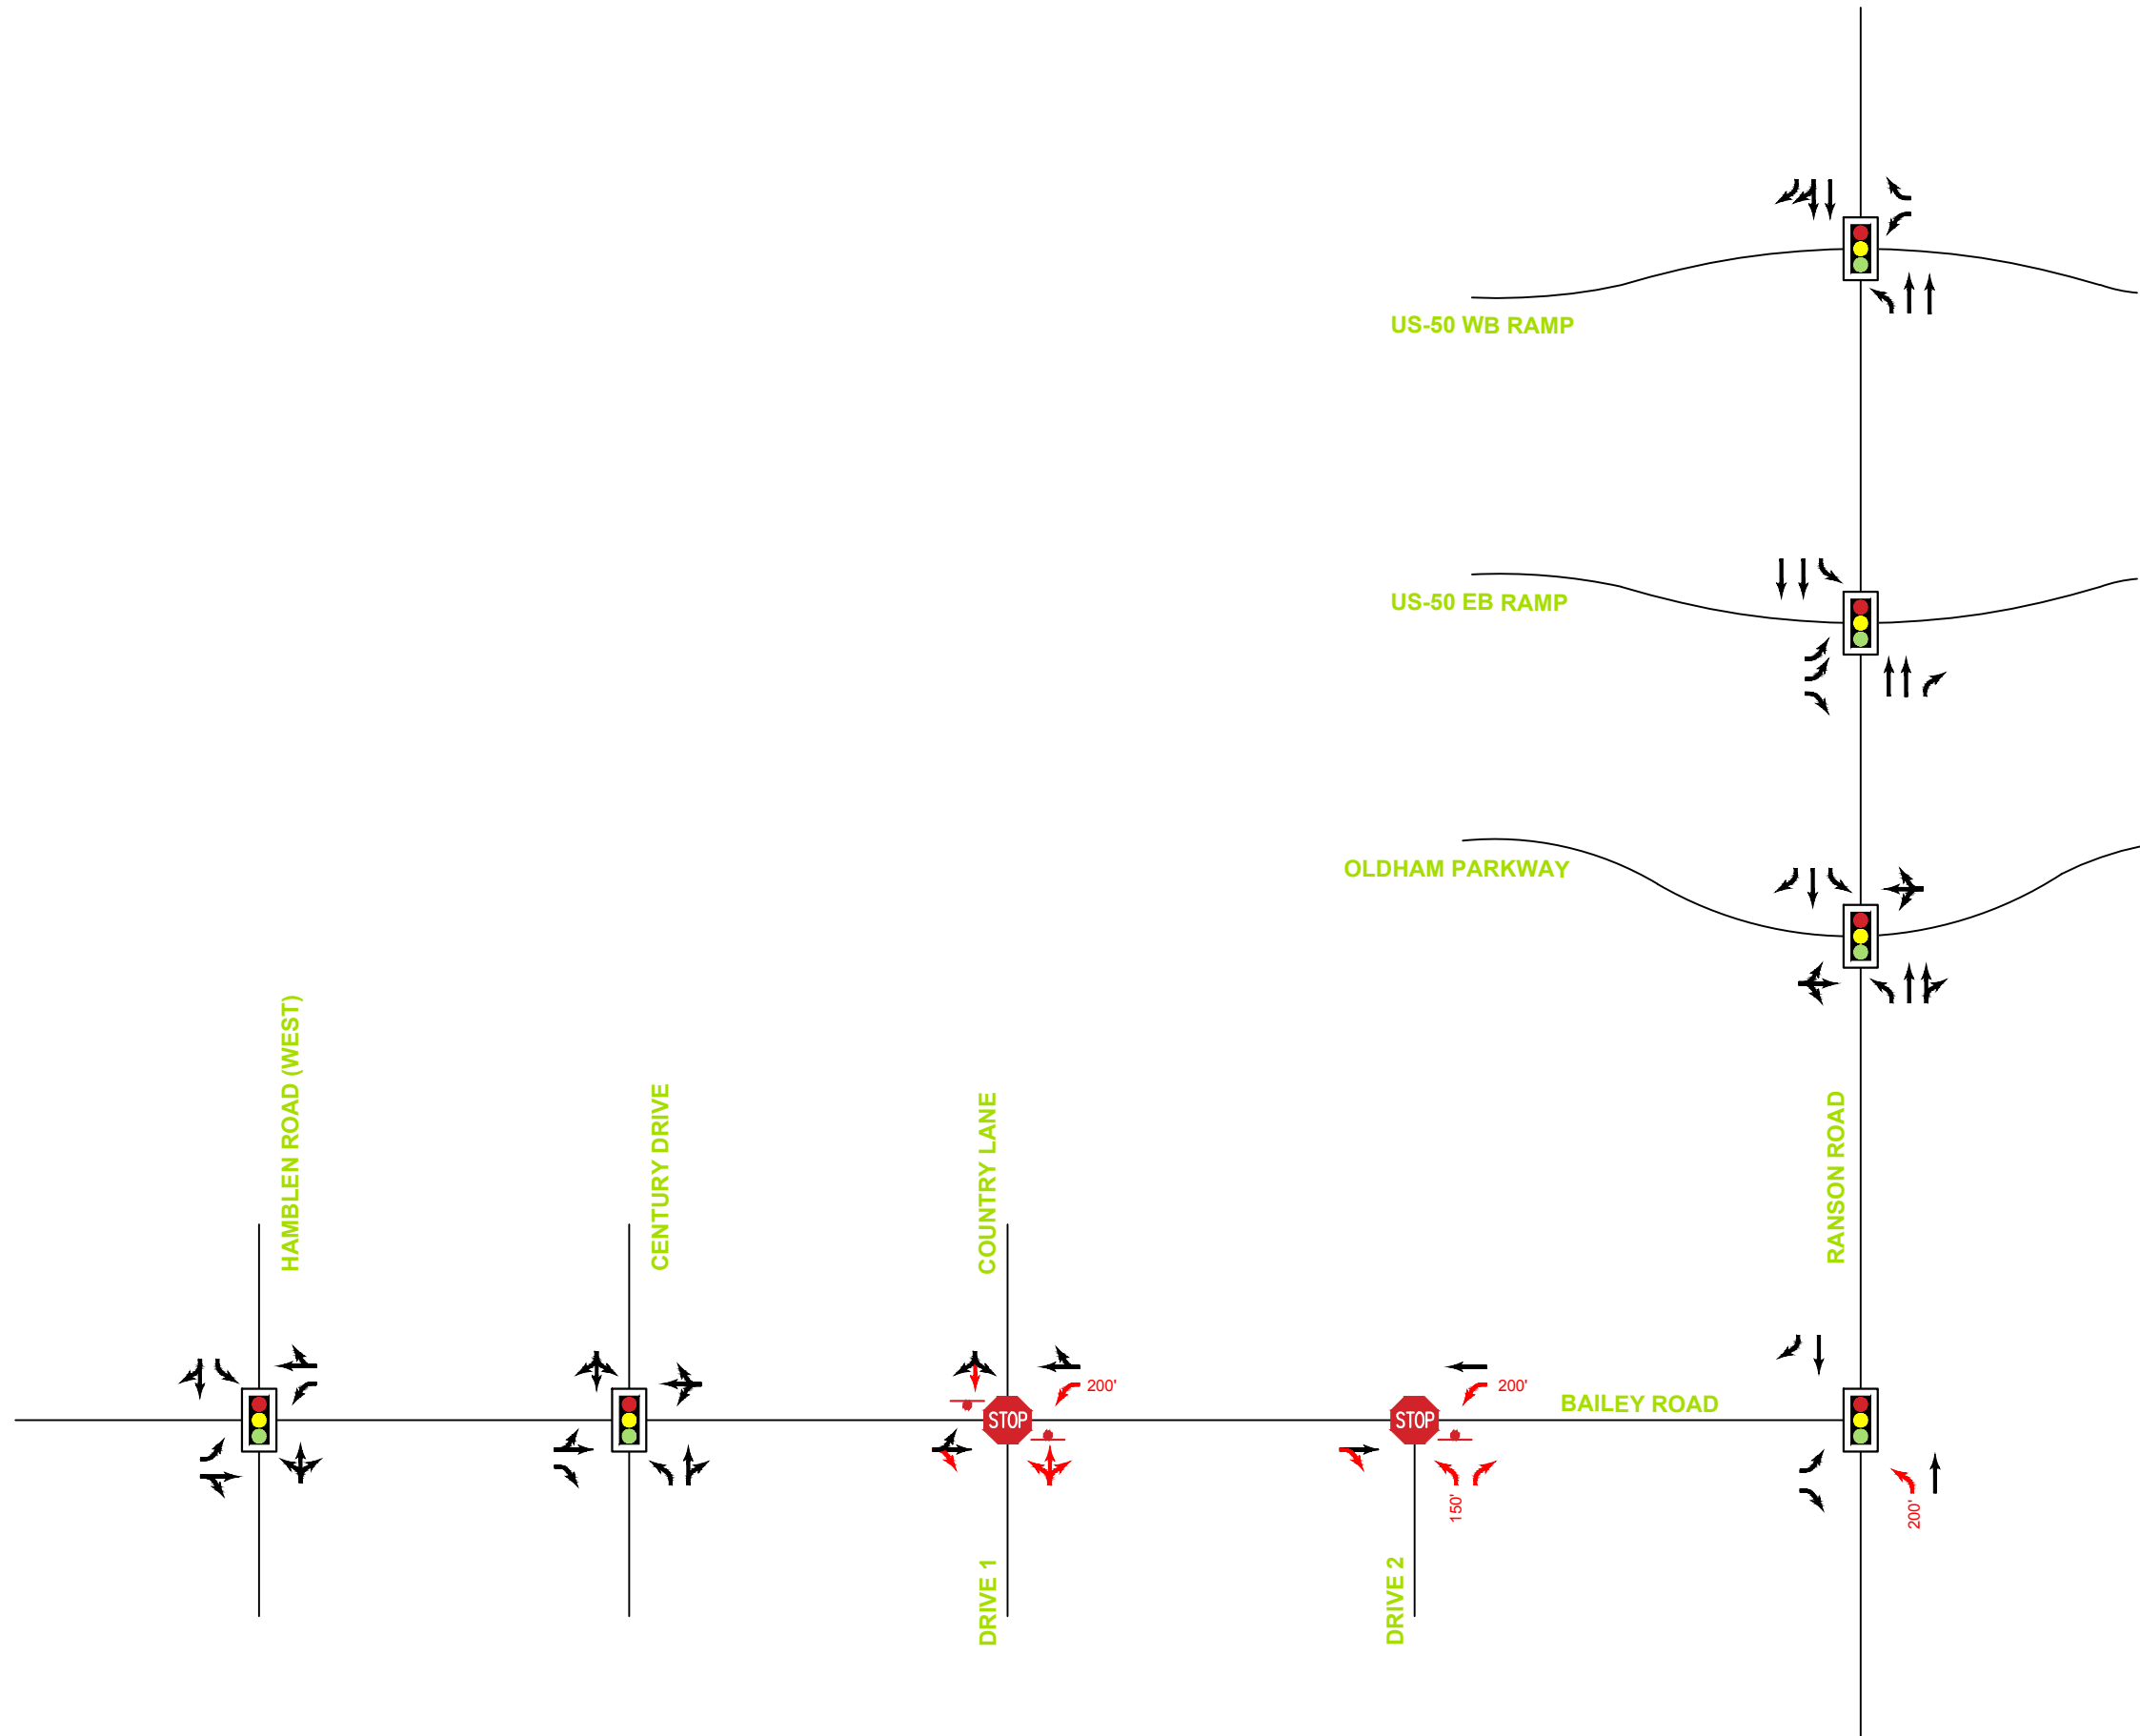 US-50 WB RAMP
US-50 EB RAMP
OLDHAM PARKWAY
HAMBLEN ROAD (WEST)
CENTURY DRIVE
COUNTRY LANE
RANSON ROAD
200'
200'
BAILEY ROAD
STOP
STOP
150'
200'
DRIVE 1
DRIVE 2